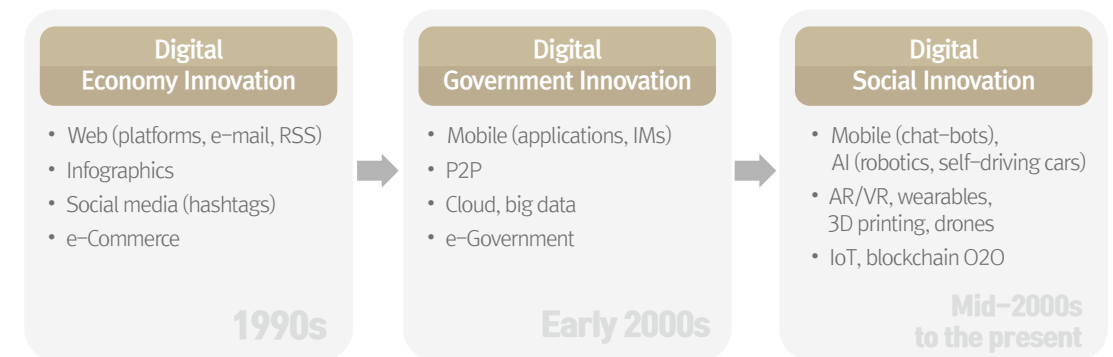 Digital
Economy Innovation
• Web (platforms, e-mail, RSS)
• Infographics
• Social media (hashtags)
• e-Commerce
1990s
Digital
Government Innovation
• Mobile (applications, IMs)
• P2P
• Cloud, big data
• e-Government
Early 2000s
Digital
Social Innovation
• Mobile (chat-bots),
AI (robotics, self-driving cars)
• AR/VR, wearables,
3D printing, drones
• IoT, blockchain O2O
Mid-2000s
to the present